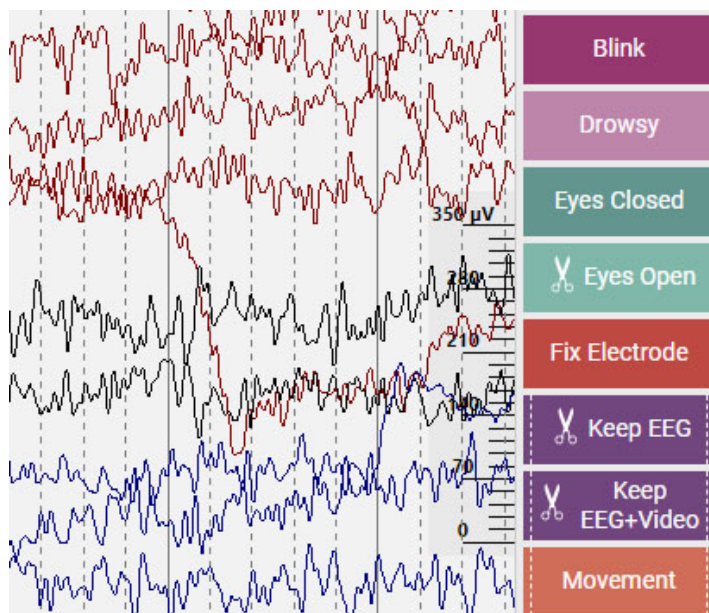 Blink
Drowsy
Eyes Closed
Eyes Open
Fix Electrode
Keep EEG
Keep
EEG+Video
Movement
350 µV
280
210
140
70
0